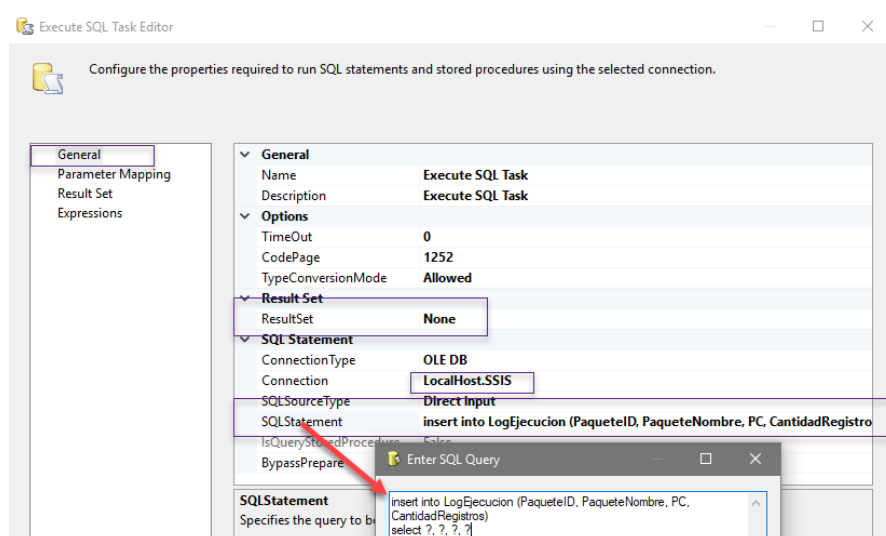 Execute SQL Task Editor
Configure the properties required to run SQL statements and stored procedures using the selected connection.
General
Parameter Mapping
Result Set
Expressions
General
Name Execute SQL Task
Description Execute SQL Task
Options
TimeOut 0
CodePage 1252
TypeConversionMode Allowed
Result Set
ResultSet None
SQL Statement
ConnectionType OLE DB
Connection LocalHost.SSIS
SQLSourceType Direct input
SQLStatement insert into LogEjecucion (PaqueteID, PaqueteNombre, PC, CantidadRegistro
IsQueryStoredProcedure False
BypassPrepare
Enter SQL Query
insert into LogEjecucion (PaqueteID, PaqueteNombre, PC,
CantidadRegistros)
select ?, ?, ?, ?
SQLStatement
Specifies the query to b